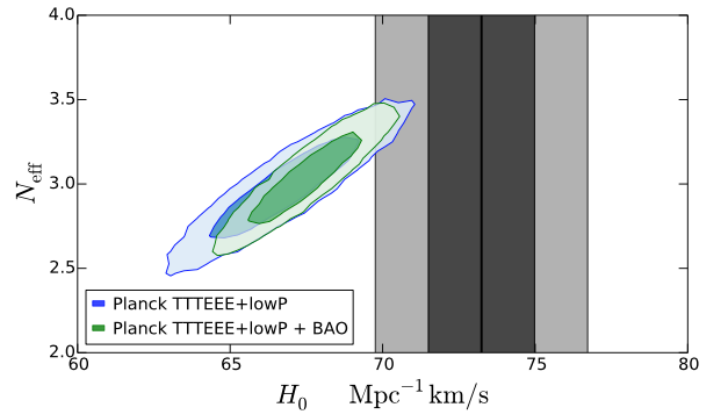 4.0
3.5
3.0
2.5
2.0
N_eff
Planck TTTEEE+lowP
Planck TTTEEE+lowP + BAO
60 65 70 75 80
H_0 Mpc^{-1} km/s